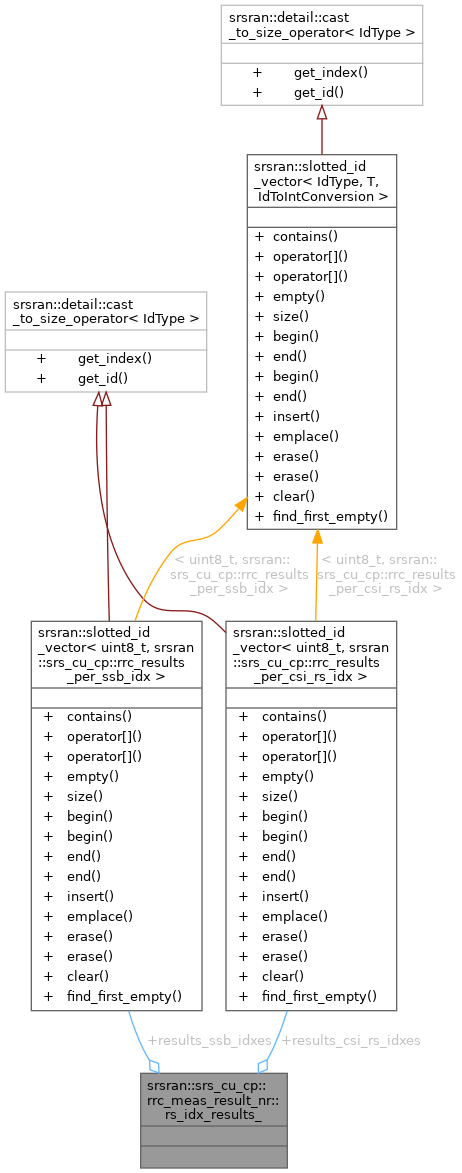 srsran::detail::cast
_to_size_operator< IdType >
+ get_index()
+ get_id()
srsran::slotted_id
_vector< IdType, T,
IdToIntConversion >
+ contains()
+ operator[]()
+ operator[]()
+ empty()
+ size()
+ begin()
+ end()
+ begin()
+ end()
+ insert()
+ emplace()
+ erase()
+ erase()
+ clear()
+ find_first_empty()
srsran::detail::cast
_to_size_operator< IdType >
+ get_index()
+ get_id()
< uint8_t, srsran::
srs_cu_cp::rrc_results
_per_ssb_idx >
< uint8_t, srsran::
srs_cu_cp::rrc_results
_per_csi_rs_idx >
srsran::slotted_id
_vector< uint8_t, srsran
::srs_cu_cp::rrc_results
_per_ssb_idx >
+ contains()
+ operator[]()
+ operator[]()
+ empty()
+ size()
+ begin()
+ begin()
+ end()
+ end()
+ insert()
+ emplace()
+ erase()
+ erase()
+ clear()
+ find_first_empty()
srsran::slotted_id
_vector< uint8_t, srsran
::srs_cu_cp::rrc_results
_per_csi_rs_idx >
+ contains()
+ operator[]()
+ operator[]()
+ empty()
+ size()
+ begin()
+ begin()
+ end()
+ end()
+ insert()
+ emplace()
+ erase()
+ erase()
+ clear()
+ find_first_empty()
+results_ssb_idxes
+results_csi_rs_idxes
srsran::srs_cu_cp::
rrc_meas_result_nr::
rs_idx_results_